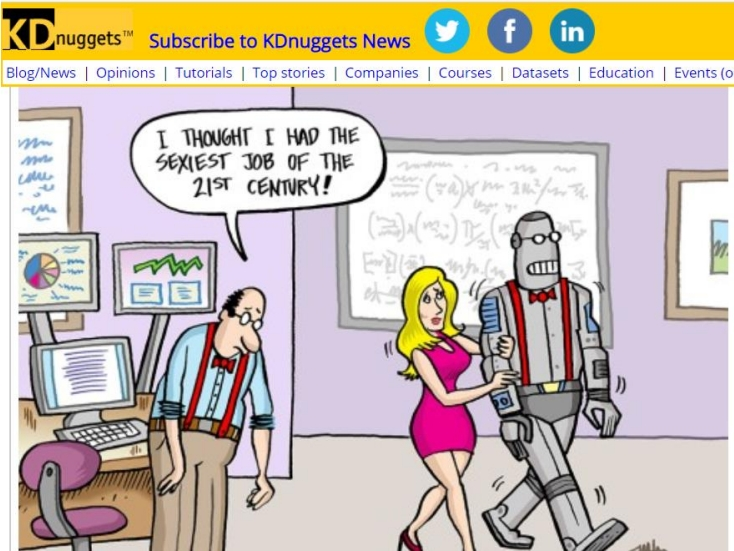 KDnuggets™ Subscribe to KDnuggets News
Blog/News | Opinions | Tutorials | Top stories | Companies | Courses | Datasets | Education | Events (o
I THOUGHT I HAD THE
SEXIEST JOB OF THE
21ST CENTURY!